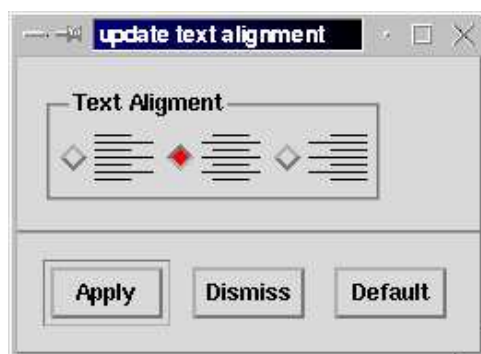 update text alignment
Text Aligment
Apply Dismiss Default